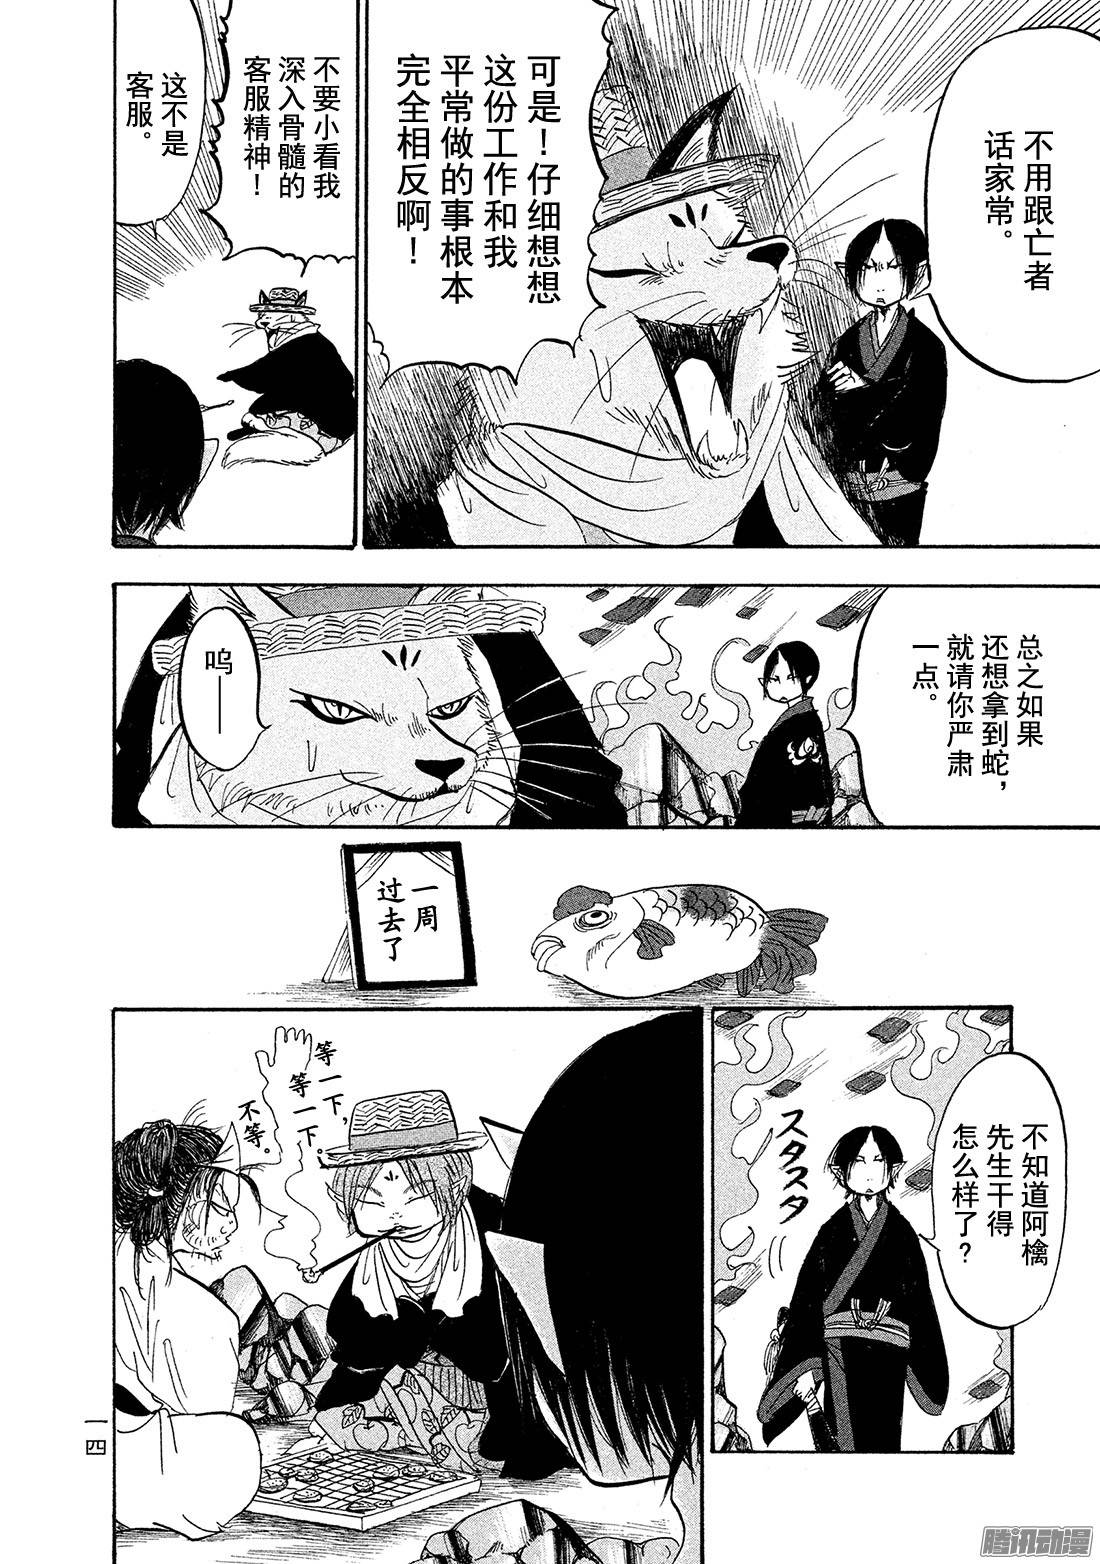 不用跟亡者
话家常。
可是！仔细想想
这份工作和我
平常做的事根本
完全相反啊！
不要小看我
深入骨髓的
客服精神！
这不是
客服。
总之如果
还想拿到蛇，
就请你严肃
一点。
呜——
一周
过去了
不知道阿檎
先生干得
怎么样了？
スタスタスタ
等一下，
等一下。
不等。
一四
腾讯动漫